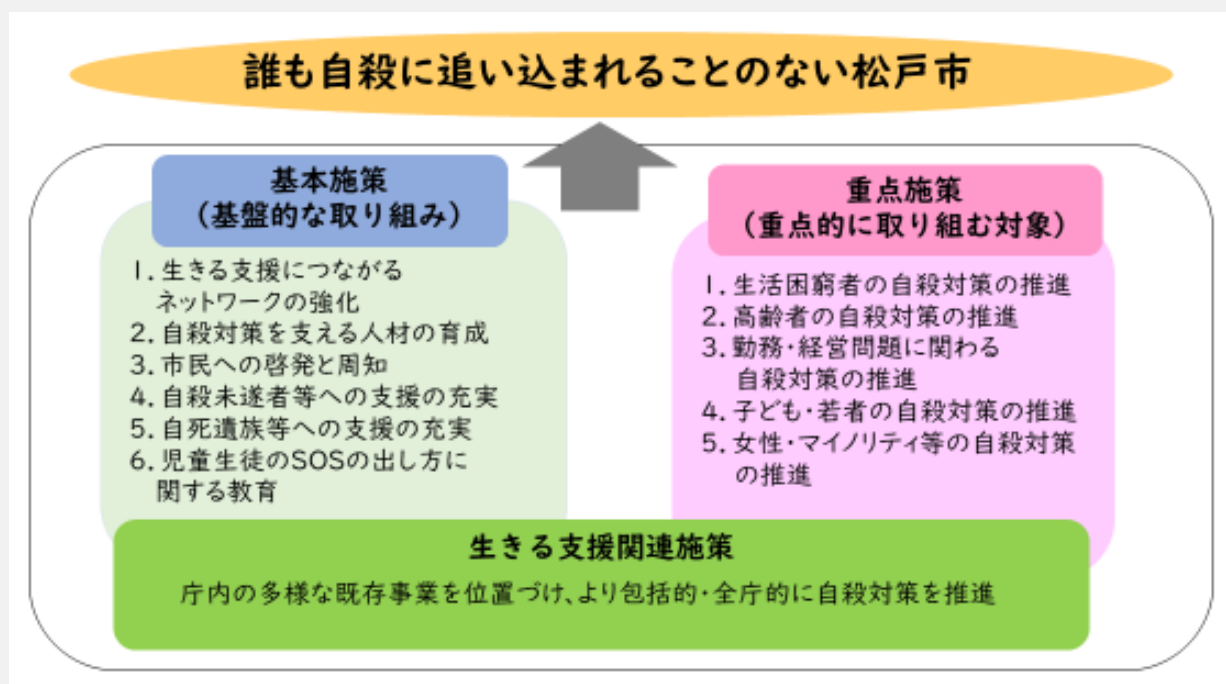 誰も自殺に追い込まれることのない松戸市
基本施策
（基盤的な取り組み）
1. 生きる支援につながる
ネットワークの強化
2. 自殺対策を支える人材の育成
3. 市民への啓発と周知
4. 自殺未遂者等への支援の充実
5. 自死遺族等への支援の充実
6. 児童生徒のSOSの出し方に
関する教育
重点施策
（重点的に取り組む対象）
1. 生活困窮者の自殺対策の推進
2. 高齢者の自殺対策の推進
3. 勤務・経営問題に関わる
自殺対策の推進
4. 子ども・若者の自殺対策の推進
5. 女性・マイノリティ等の自殺対策
の推進
生きる支援関連施策
庁内の多様な既存事業を位置づけ、より包括的・全庁的に自殺対策を推進